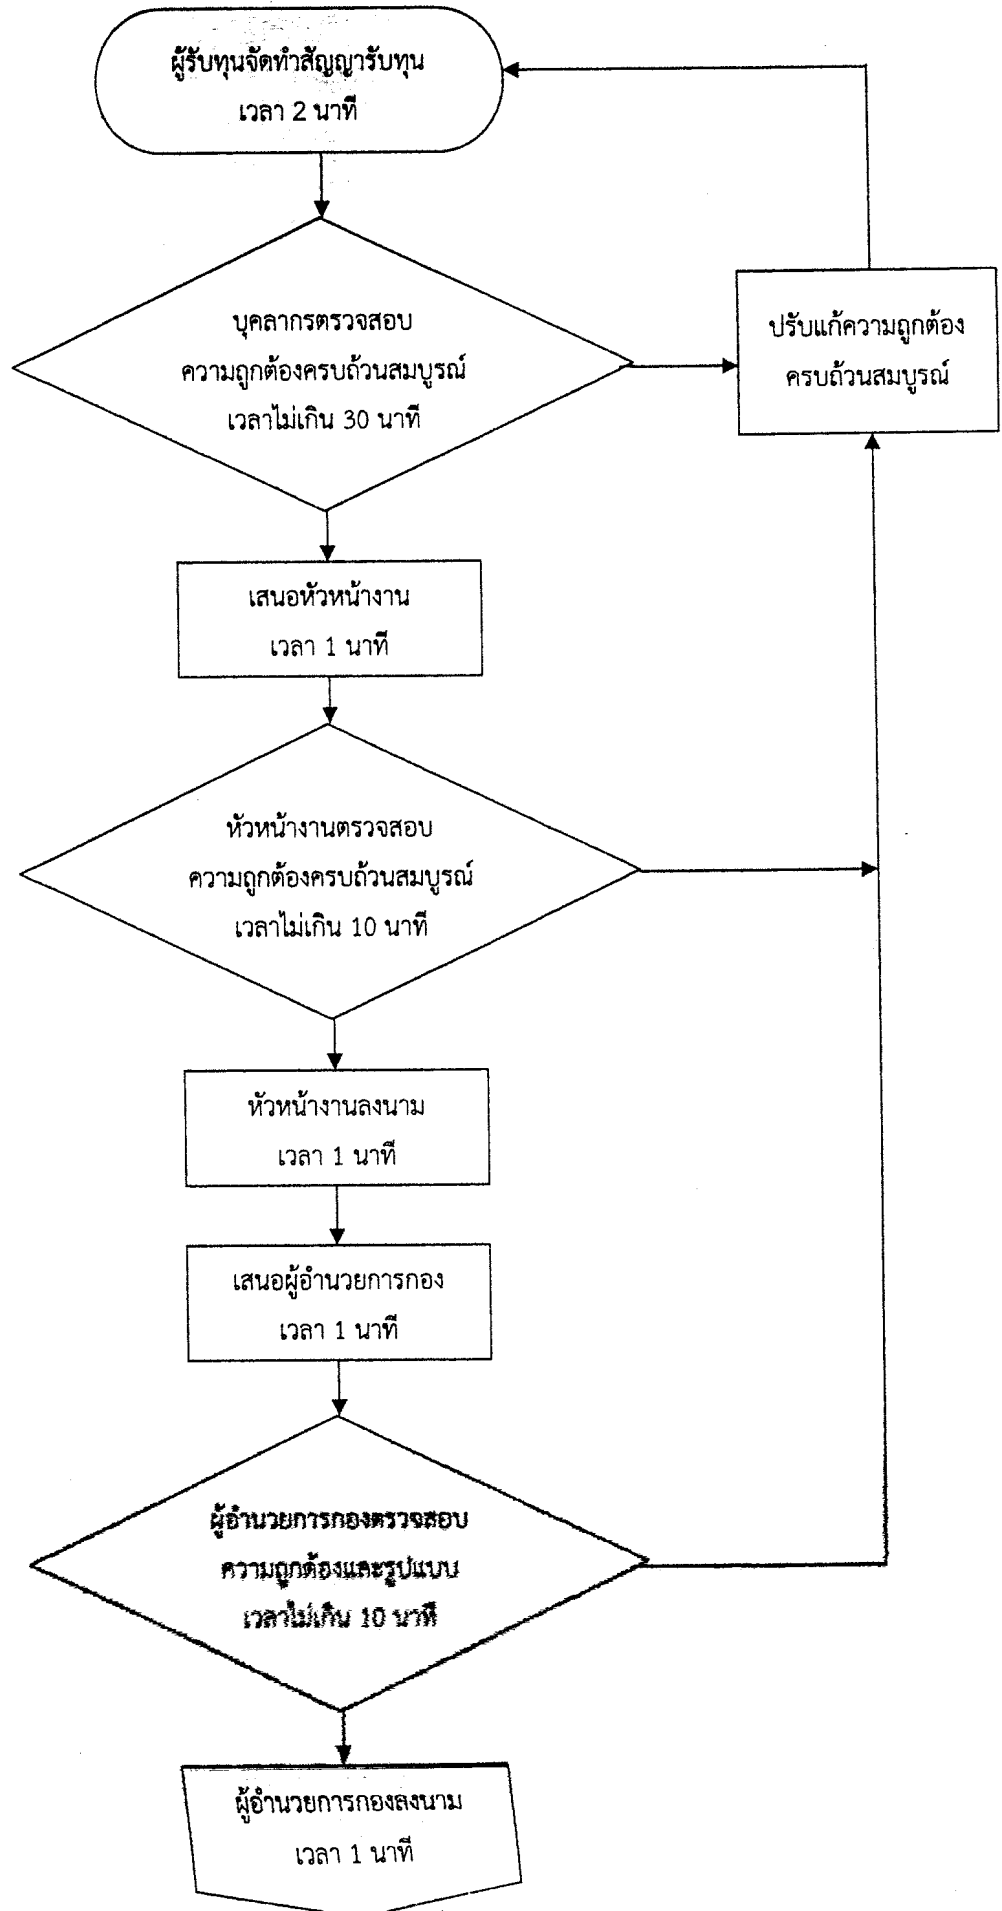 ผู้รับทุนจัดทำสัญญารับทุน
เวลา 2 นาที
บุคลากรตรวจสอบ
ความถูกต้องครบถ้วนสมบูรณ์
เวลาไม่เกิน 30 นาที
ปรับแก้ความถูกต้อง
ครบถ้วนสมบูรณ์
เสนอหัวหน้างาน
เวลา 1 นาที
หัวหน้างานตรวจสอบ
ความถูกต้องครบถ้วนสมบูรณ์
เวลาไม่เกิน 10 นาที
หัวหน้างานลงนาม
เวลา 1 นาที
เสนอผู้อำนวยการกอง
เวลา 1 นาที
ผู้อำนวยการกองตรวจสอบ
ความถูกต้องและรูปแบบ
เวลาไม่เกิน 10 นาที
ผู้อำนวยการกองลงนาม
เวลา 1 นาที